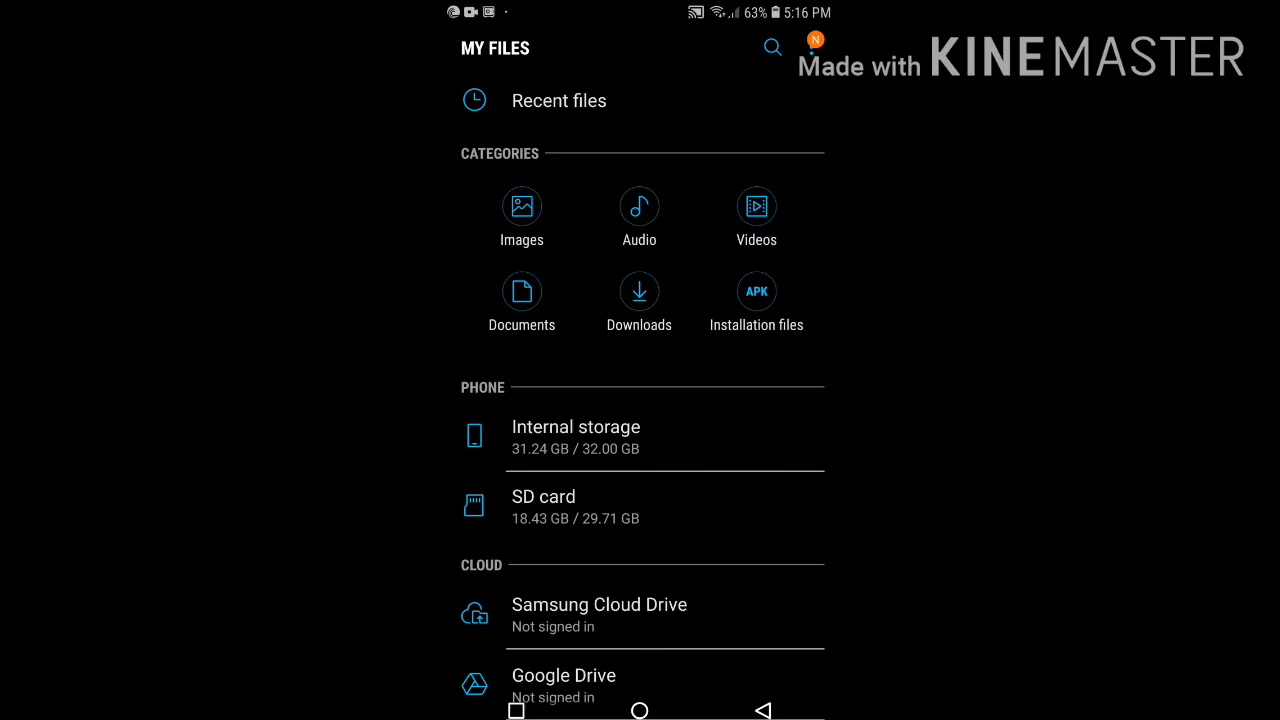 63% 5:16 PM
MY FILES
N
Made with KINEMASTER
Recent files
CATEGORIES
Images
Audio
Videos
Documents
Downloads
APK
Installation files
PHONE
Internal storage
31.24 GB / 32.00 GB
SD card
18.43 GB / 29.71 GB
CLOUD
Samsung Cloud Drive
Not signed in
Google Drive
Not signed in